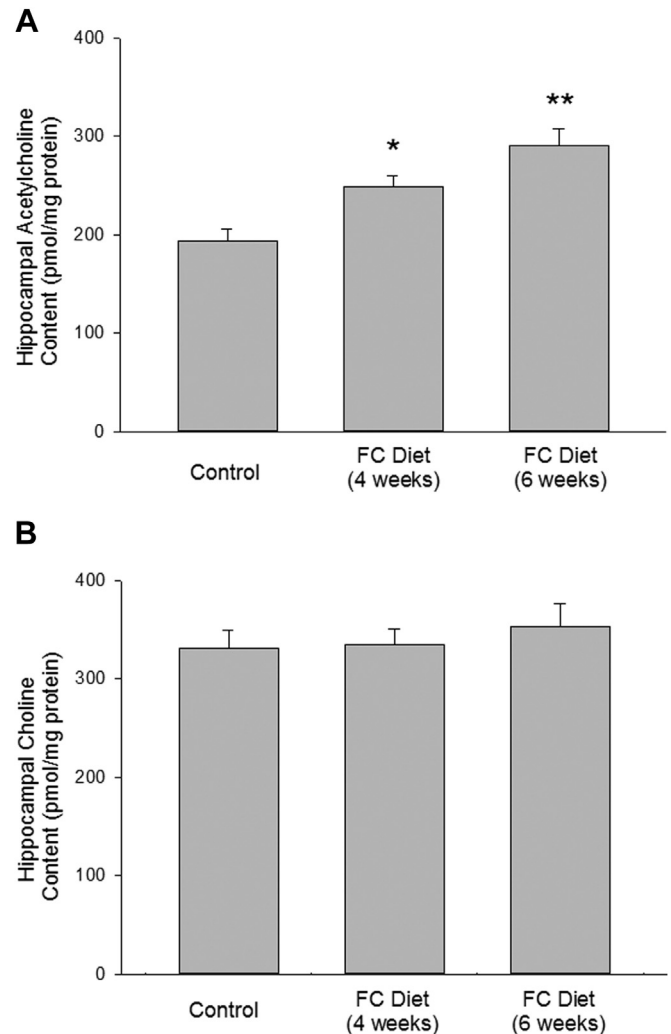 A
Hippocampal Acetylcholine
Content (pmol/mg protein)
400
300
200
100
0
*
**
Control
FC Diet
(4 weeks)
FC Diet
(6 weeks)
B
Hippocampal Choline
Content (pmol/mg protein)
400
300
200
100
0
Control
FC Diet
(4 weeks)
FC Diet
(6 weeks)